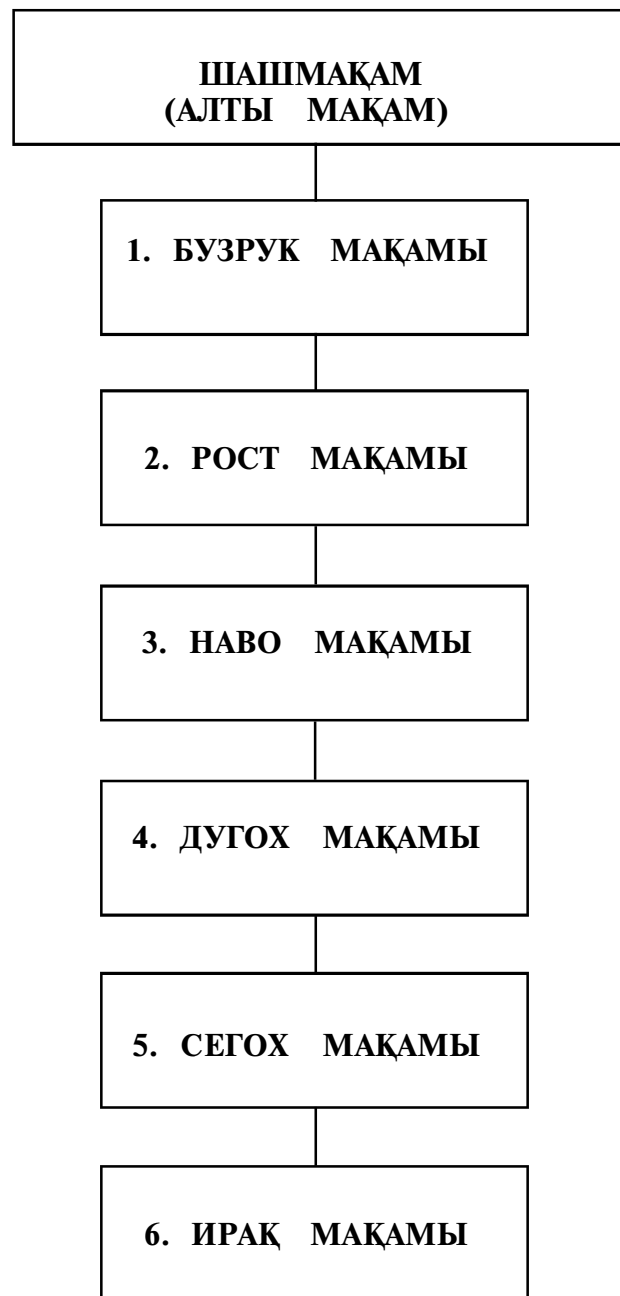 ШАШМАҚАМ
(АЛТЫ МАҚАМ)
1. БУЗРУК МАҚАМЫ
2. РОСТ МАҚАМЫ
3. НАВО МАҚАМЫ
4. ДУГОХ МАҚАМЫ
5. СЕГОХ МАҚАМЫ
6. ИРАҚ МАҚАМЫ